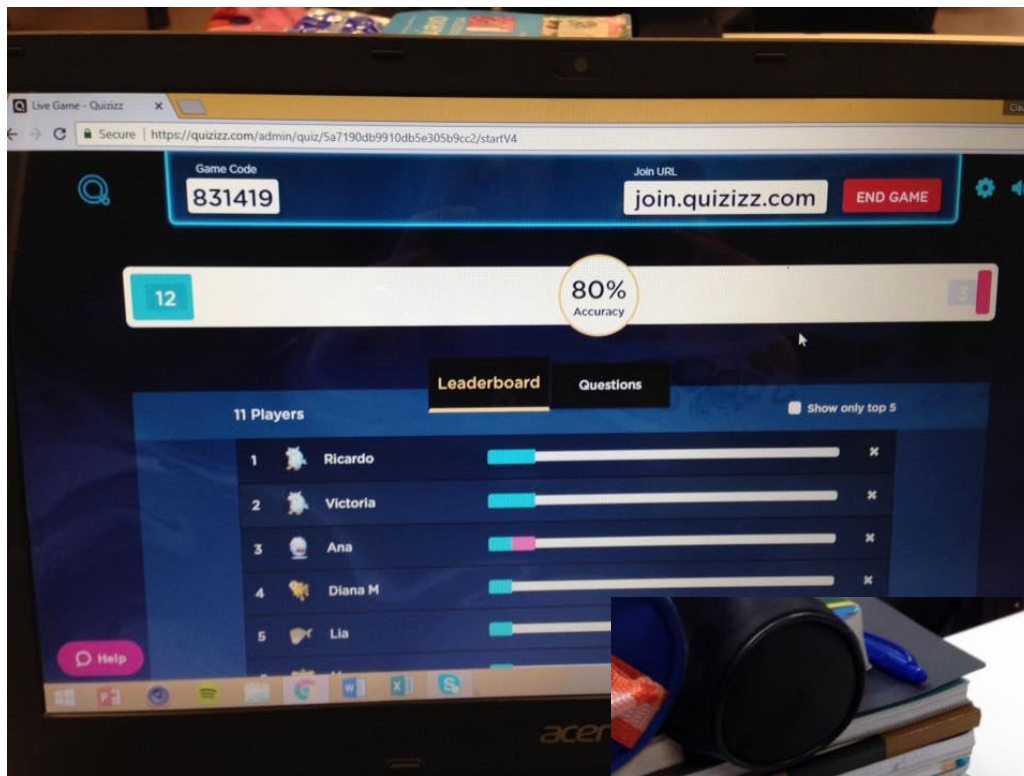 Live Game - Quizizz
Secure | https://quizizz.com/admin/quiz/5a7190db9910db5e305b9cc2/startV4
Game Code
831419
Join URL
join.quizizz.com
END GAME
12
80%
Accuracy
3
Leaderboard
Questions
11 Players
Show only top 5
1 Ricardo
2 Victoria
3 Ana
4 Diana M
5 Lia
Help
acer